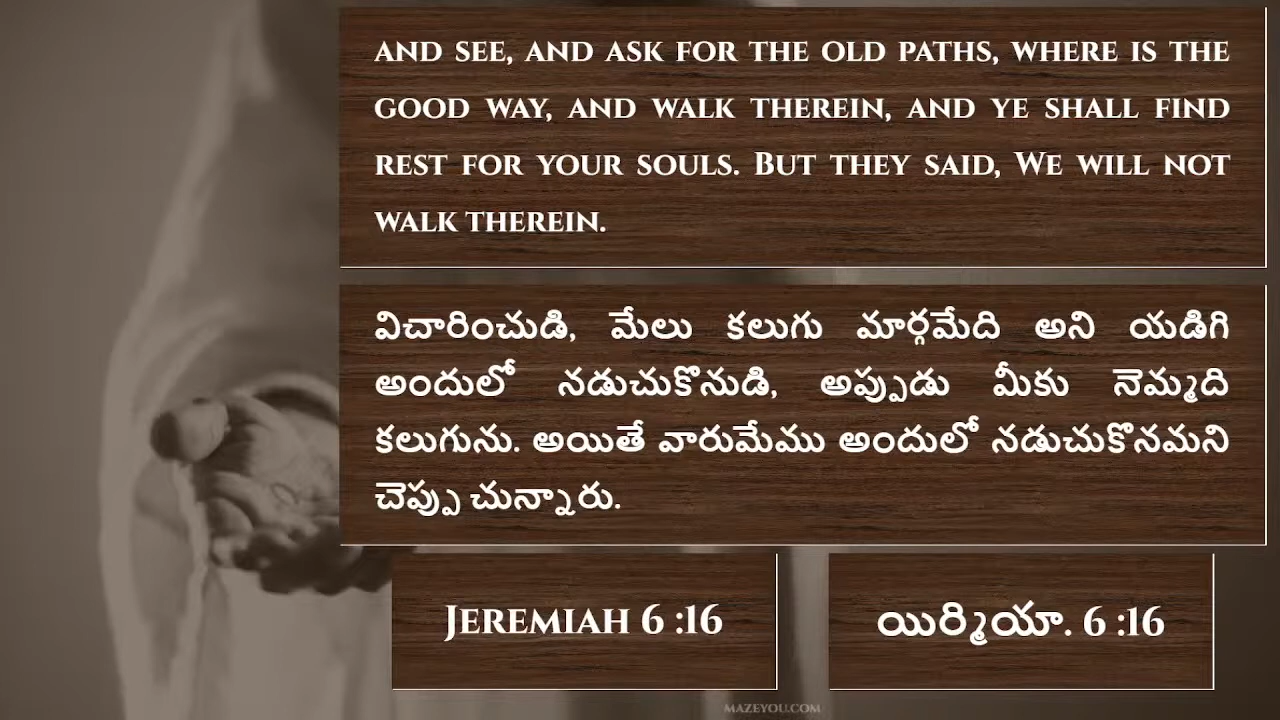 AND SEE, AND ASK FOR THE OLD PATHS, WHERE IS THE
GOOD WAY, AND WALK THEREIN, AND YE SHALL FIND
REST FOR YOUR SOULS. BUT THEY SAID, WE WILL NOT
WALK THEREIN.
విచారించుడి, మేలు కలుగు మార్గమేది అని యడిగి
అందులో నడుచుకొనుడి, అప్పుడు మీకు నెమ్మది
కలుగును. అయితే వారుమేము అందులో నడుచుకొనమని
చెప్పు చున్నారు.
JEREMIAH 6 :16
యిర్మియా. 6 :16
MAZEYOU.COM